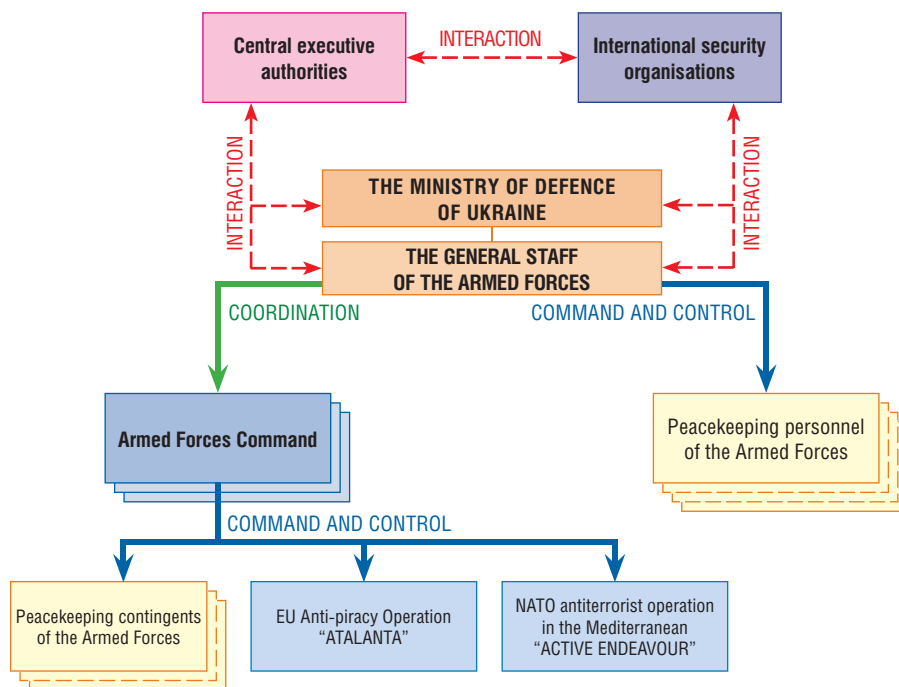 Central executive
authorities
INTERACTION
International security
organisations
INTERACTION
INTERACTION
THE MINISTRY OF DEFENCE
OF UKRAINE
THE GENERAL STAFF
OF THE ARMED FORCES
COORDINATION
COMMAND AND CONTROL
Armed Forces Command
Peacekeeping personnel
of the Armed Forces
COMMAND AND CONTROL
Peacekeeping contingents
of the Armed Forces
EU Anti-piracy Operation
“ATALANTA”
NATO antiterrorist operation
in the Mediterranean
“ACTIVE ENDEAVOUR”